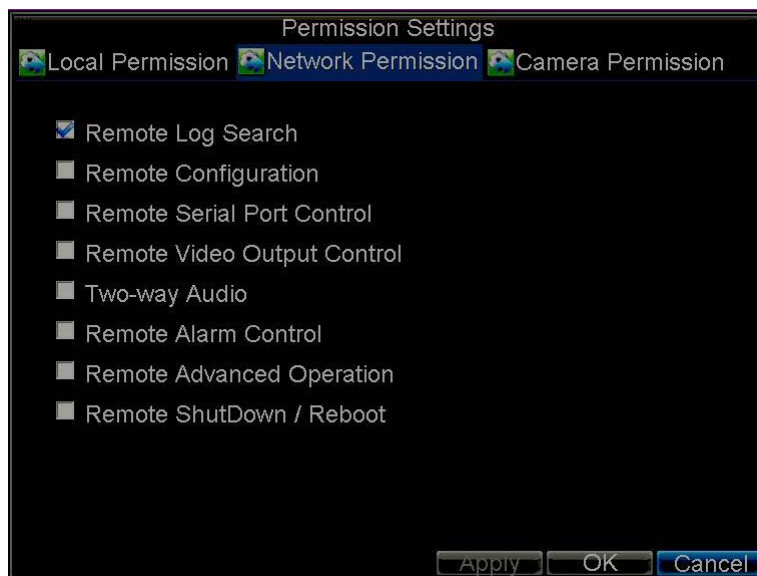 Permission Settings
Local Permission Network Permission Camera Permission
Remote Log Search
Remote Configuration
Remote Serial Port Control
Remote Video Output Control
Two-way Audio
Remote Alarm Control
Remote Advanced Operation
Remote ShutDown / Reboot
Apply OK Cancel